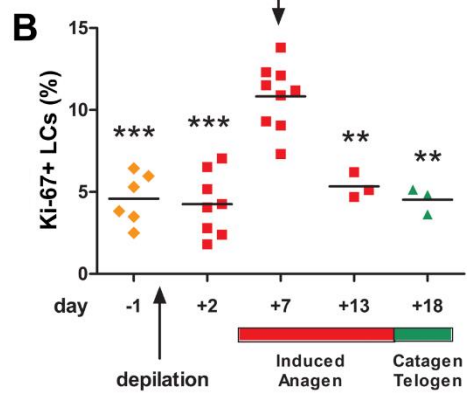 B
Ki-67+ LCs (%)
15
10
5
0
***
***
**
**
day
-1
+2
+7
+13
+18
depilation
Induced
Anagen
Catagen
Telogen